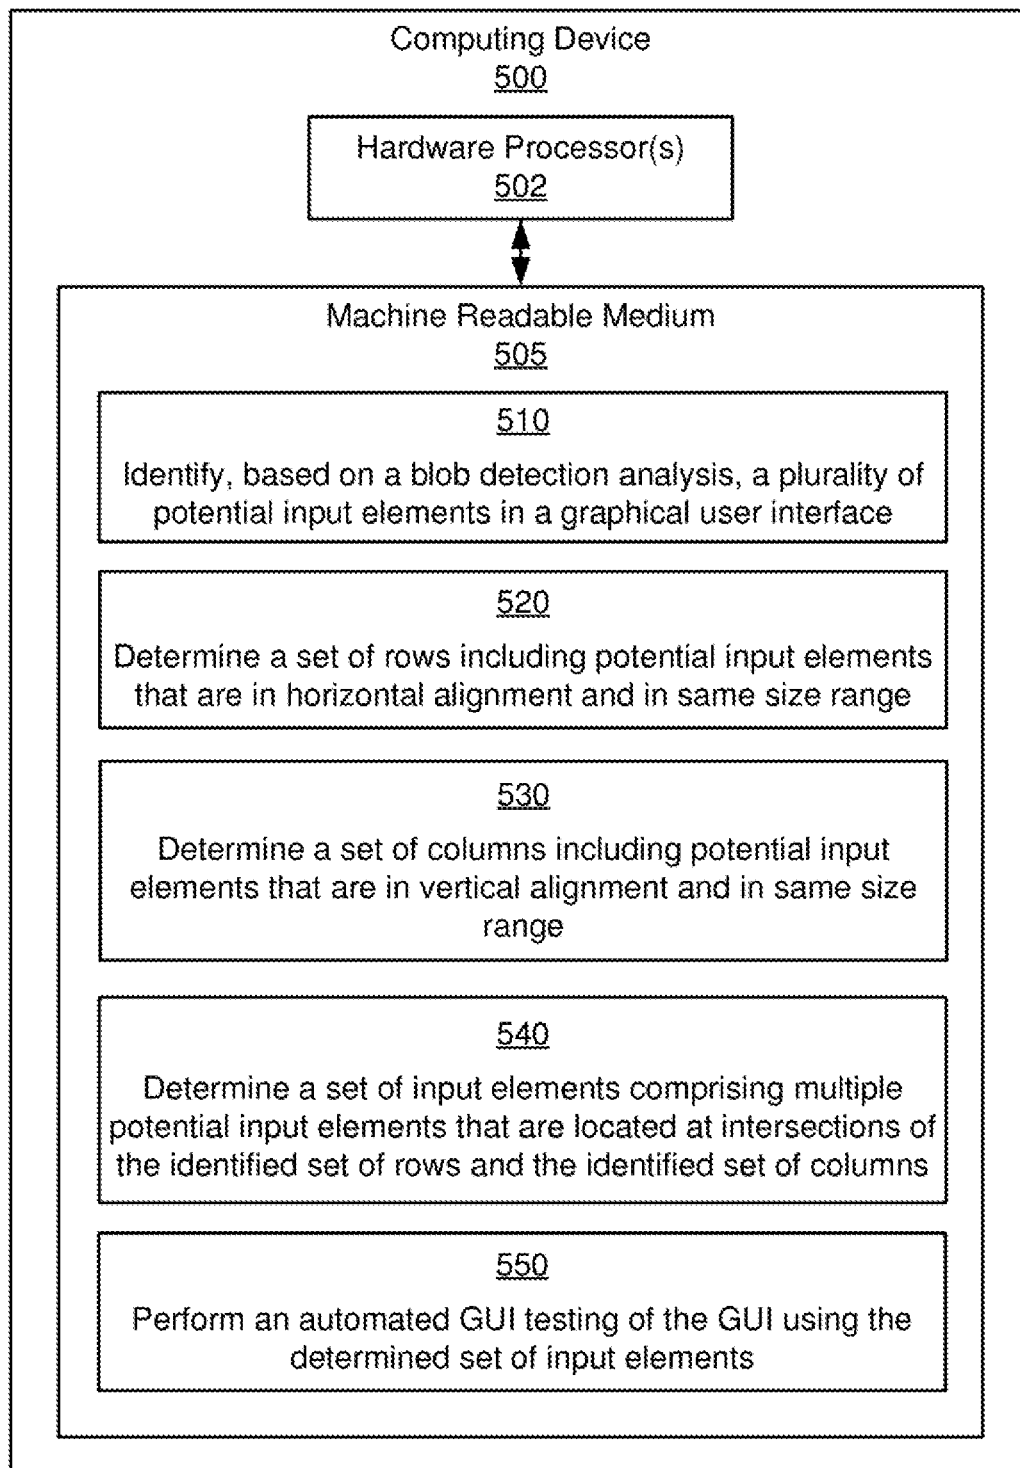 Computing Device
500
Hardware Processor(s)
502
Machine Readable Medium
505
510
Identify, based on a blob detection analysis, a plurality of
potential input elements in a graphical user interface
520
Determine a set of rows including potential input elements
that are in horizontal alignment and in same size range
530
Determine a set of columns including potential input
elements that are in vertical alignment and in same size
range
540
Determine a set of input elements comprising multiple
potential input elements that are located at intersections of
the identified set of rows and the identified set of columns
550
Perform an automated GUI testing of the GUI using the
determined set of input elements